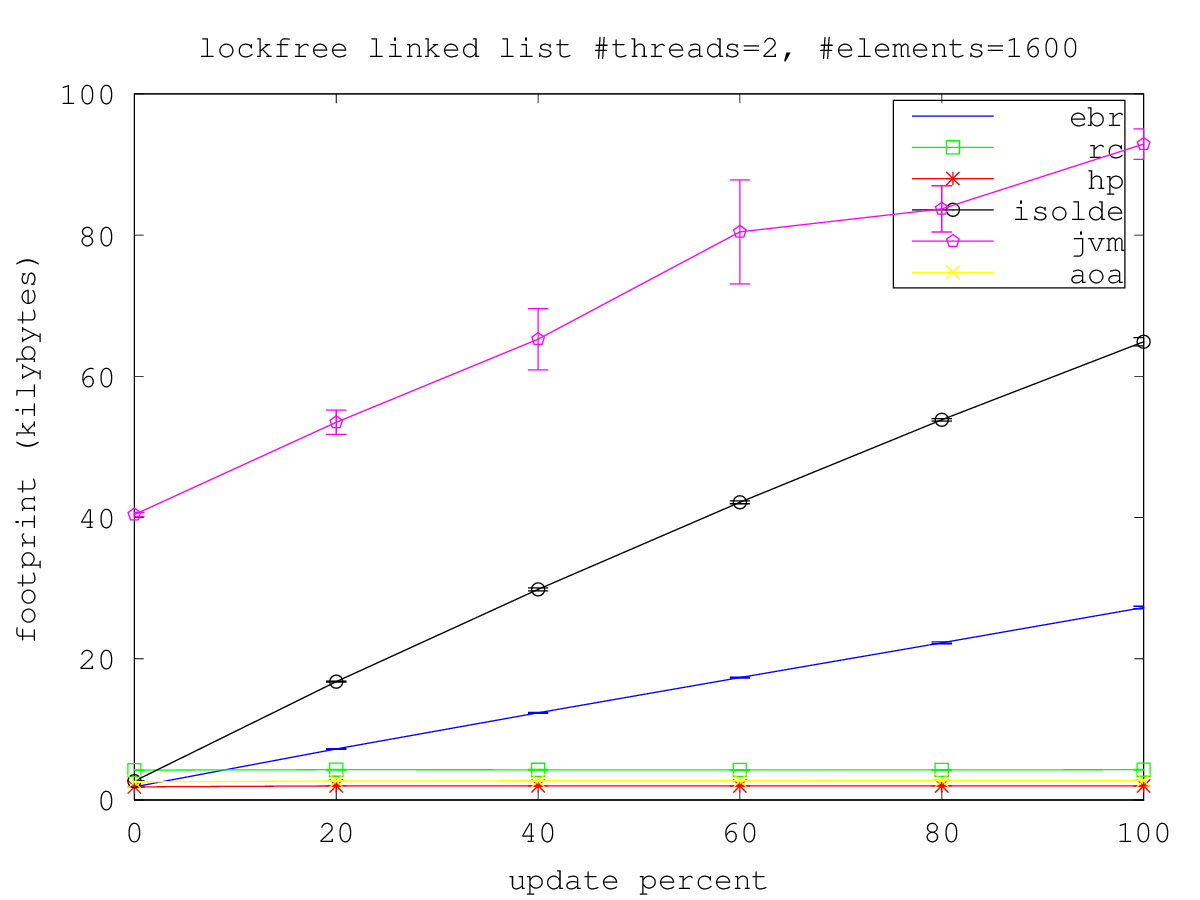 lockfree linked list #threads=2, #elements=1600
100
80
60
40
20
0
footprint (kilybytes)
ebr
rc
hp
isolde
jvm
aoa
0 20 40 60 80 100
update percent